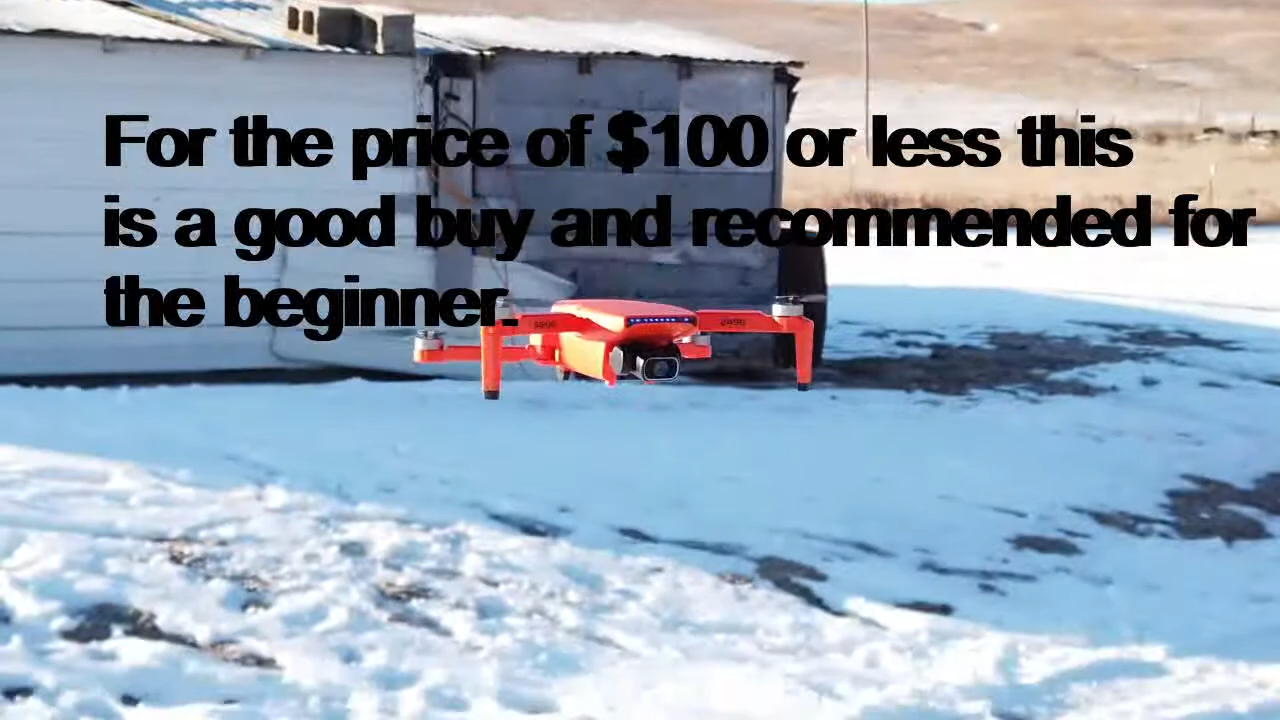 For the price of $100 or less this
is a good buy and recommended for
the beginner.